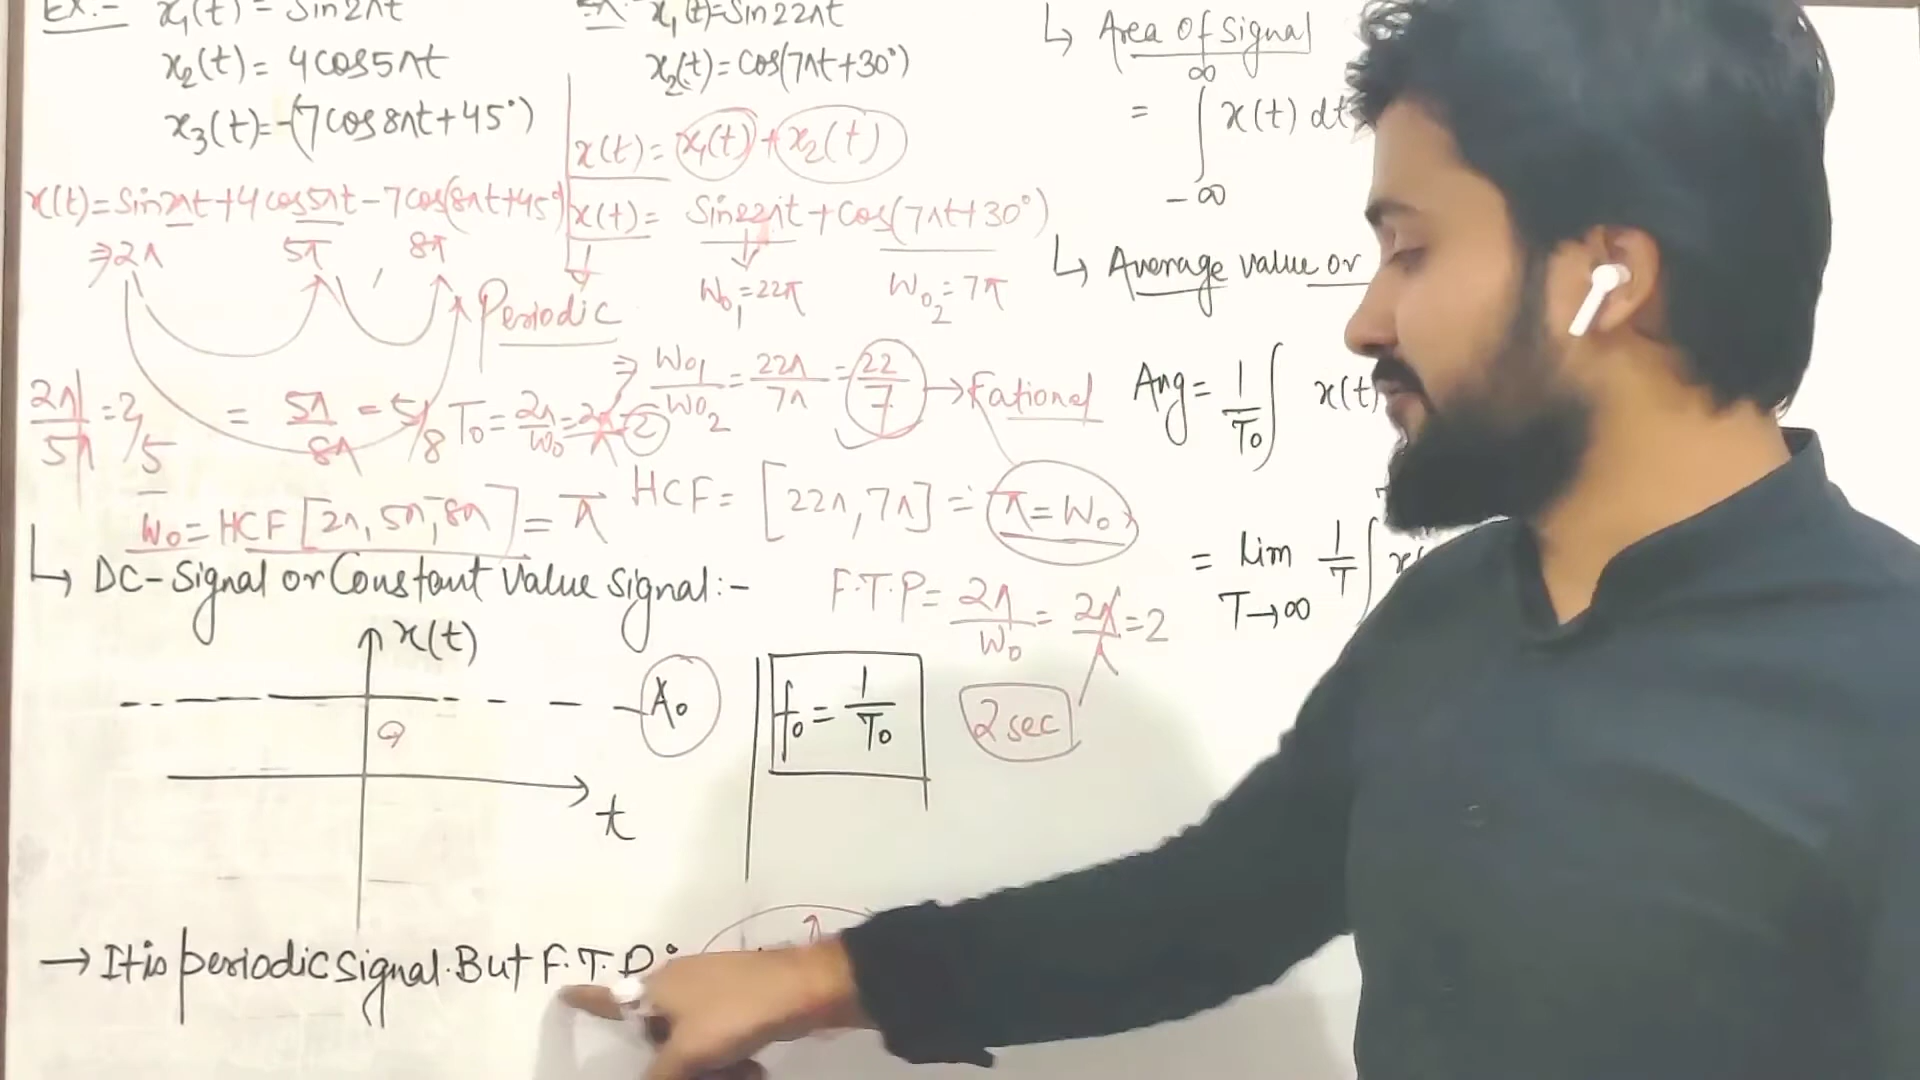 Ex:- x₁(t) = Sin2πt
x₂(t) = 4cos5πt
x₃(t) = -(7cos8πt+45°)
x(t) = Sin2πt + 4cos5πt - 7cos(8πt+45°)
⇒ 2π 5π 8π
2π/5π = 2/5 = 5π/8π = 5/8
W₀ = HCF [2π, 5π, 8π] = π
x₁(t) = Sin22πt
x₂(t) = Cos(7πt+30°)
x(t) = x₁(t) + x₂(t)
x(t) = Sin22πt + Cos(7πt+30°)
W₀₁ = 22π W₀₂ = 7π
Periodic
⇒ W₀₁/W₀₂ = 22π/7π = 22/7 → Rational
T₀ = 2π/W₀ = 2π/π = 2
HCF = [22π, 7π] = π = W₀
F.T.P = 2π/W₀ = 2π/π = 2
2 sec
↳ DC-Signal or Constant Value Signal:-
x(t)
A₀
t
f₀ = 1/T₀
→ It is periodic signal. But F.T.P
↳ Area Of Signal
= ∫_{-∞}^{∞} x(t) dt
↳ Average value or
Avg = 1/T₀ ∫ x(t)
= Lim T→∞ 1/T ∫